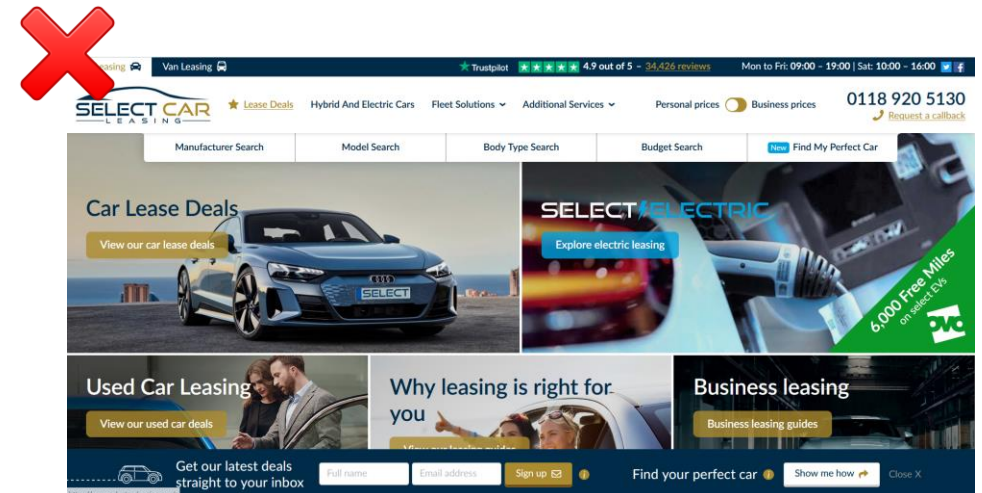 Leasing
Van Leasing
Trustpilot
4.9 out of 5 – 34,426 reviews
Mon to Fri: 09:00 – 19:00 | Sat: 10:00 – 16:00
SELECT CAR
LEASING
Lease Deals
Hybrid And Electric Cars
Fleet Solutions
Additional Services
Personal prices
Business prices
0118 920 5130
Request a callback
Manufacturer Search
Model Search
Body Type Search
Budget Search
New Find My Perfect Car
Car Lease Deals
View our car lease deals
SELECT
SELECT ELECTRIC
Explore electric leasing
6,000 Free Miles
on select EVs
ovo
Used Car Leasing
View our used car deals
Why leasing is right for
you
View our leasing guides
Business leasing
Business leasing guides
Get our latest deals
straight to your inbox
Full name
Email address
Sign up
Find your perfect car
Show me how
Close X